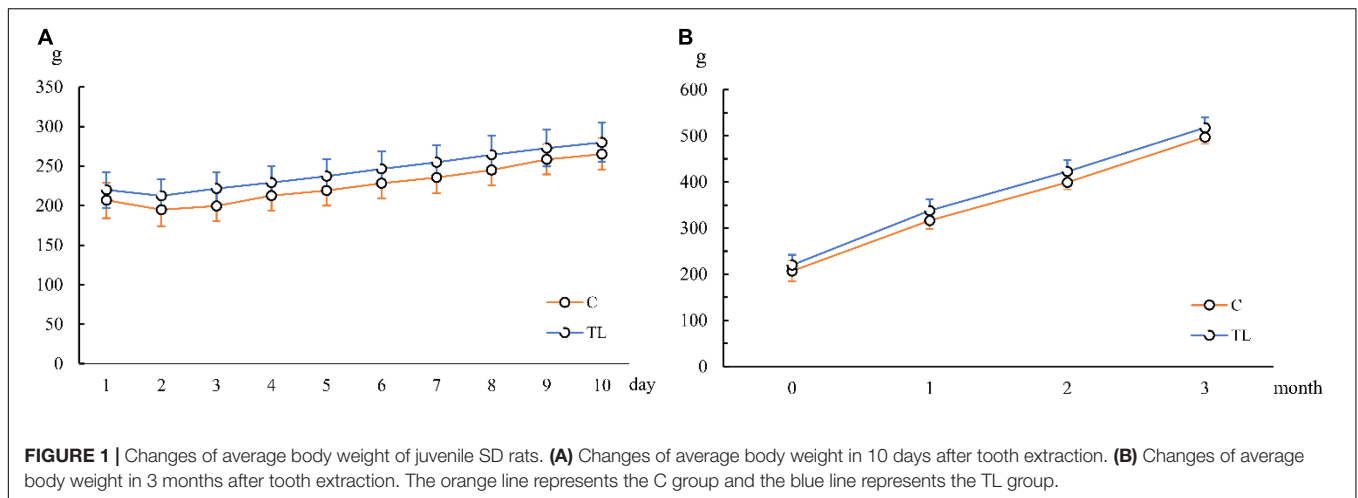 A
g
350
300
250
200
150
100
50
0
1 2 3 4 5 6 7 8 9 10 day
C
TL
B
g
600
500
400
300
200
100
0
0 1 2 3 month
C
TL
FIGURE 1 | Changes of average body weight of juvenile SD rats. (A) Changes of average body weight in 10 days after tooth extraction. (B) Changes of average
body weight in 3 months after tooth extraction. The orange line represents the C group and the blue line represents the TL group.